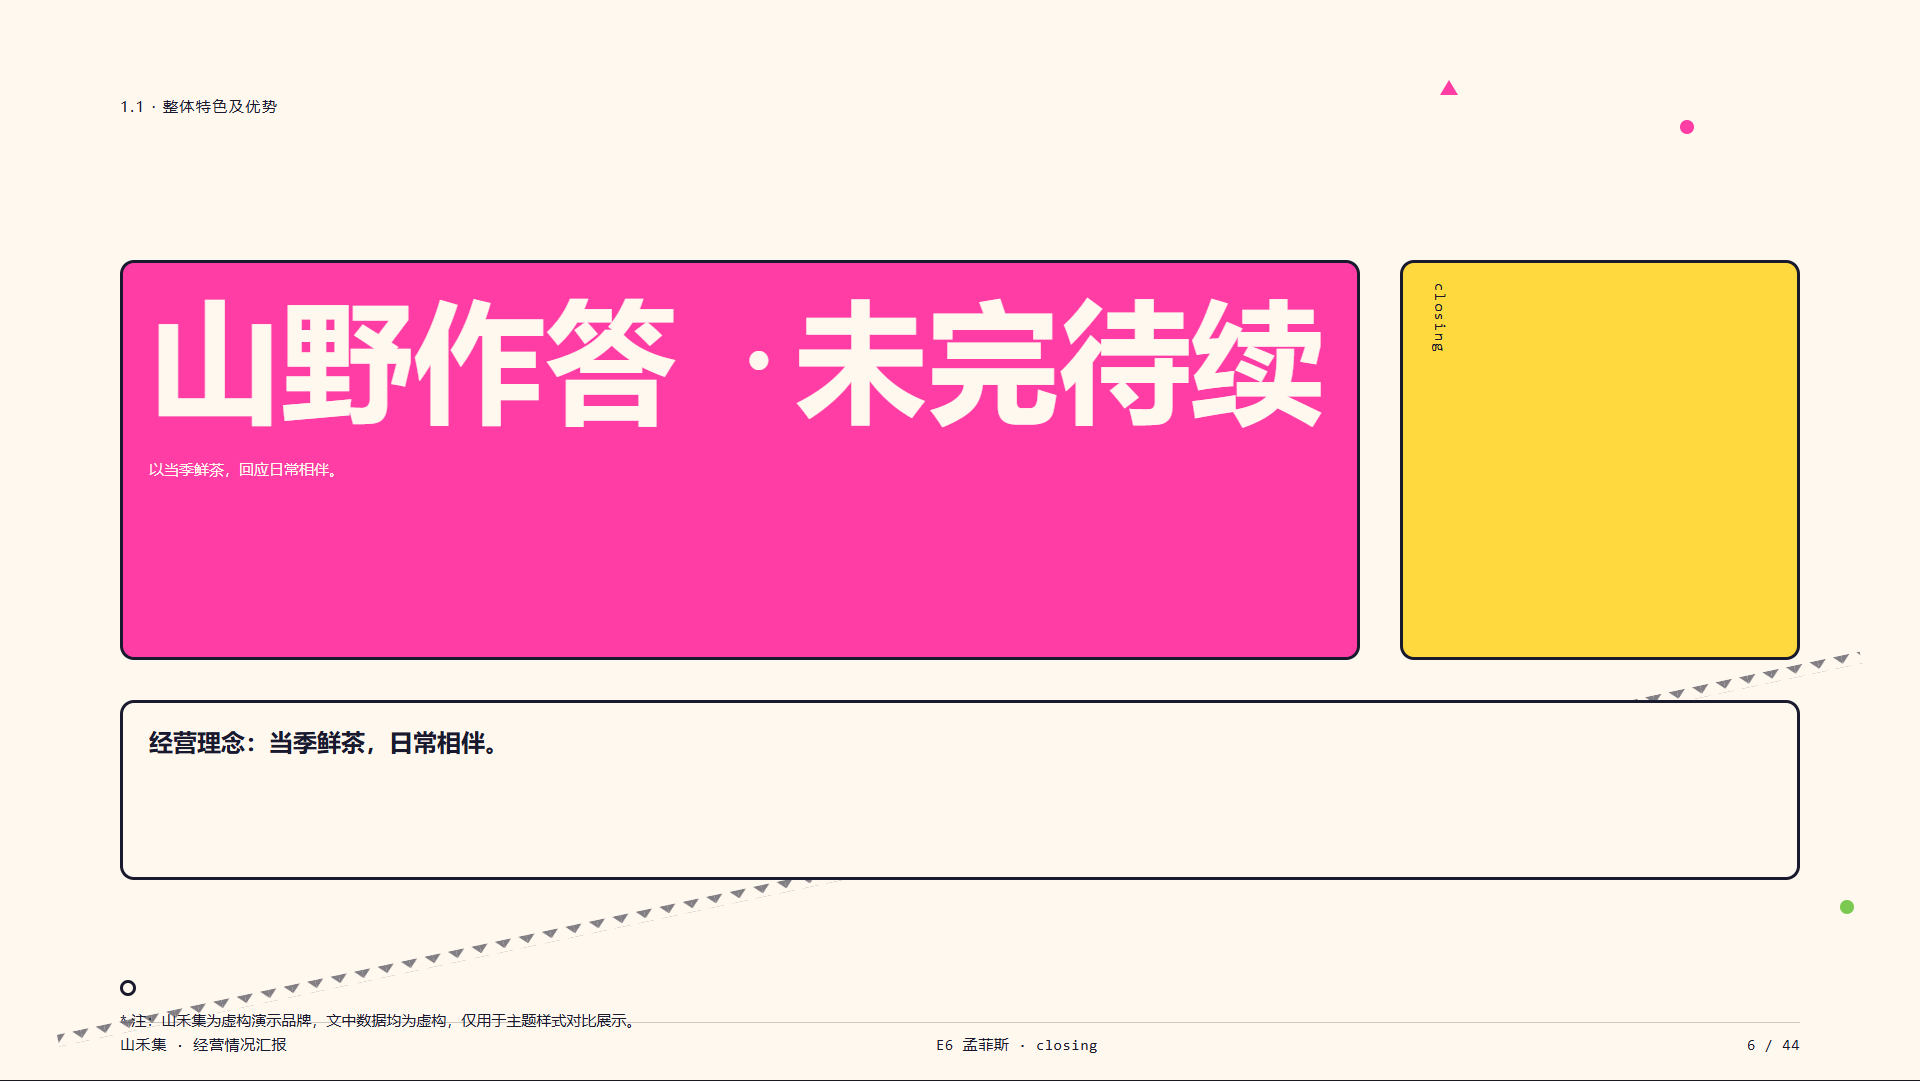 1.1 · 整体特色及优势
山野作答 ·未完待续
以当季鲜茶，回应日常相伴。
closing
经营理念：当季鲜茶，日常相伴。
* 注：山禾集为虚构演示品牌，文中数据均为虚构，仅用于主题样式对比展示。
山禾集 · 经营情况汇报
E6 孟菲斯 · closing
6 / 44